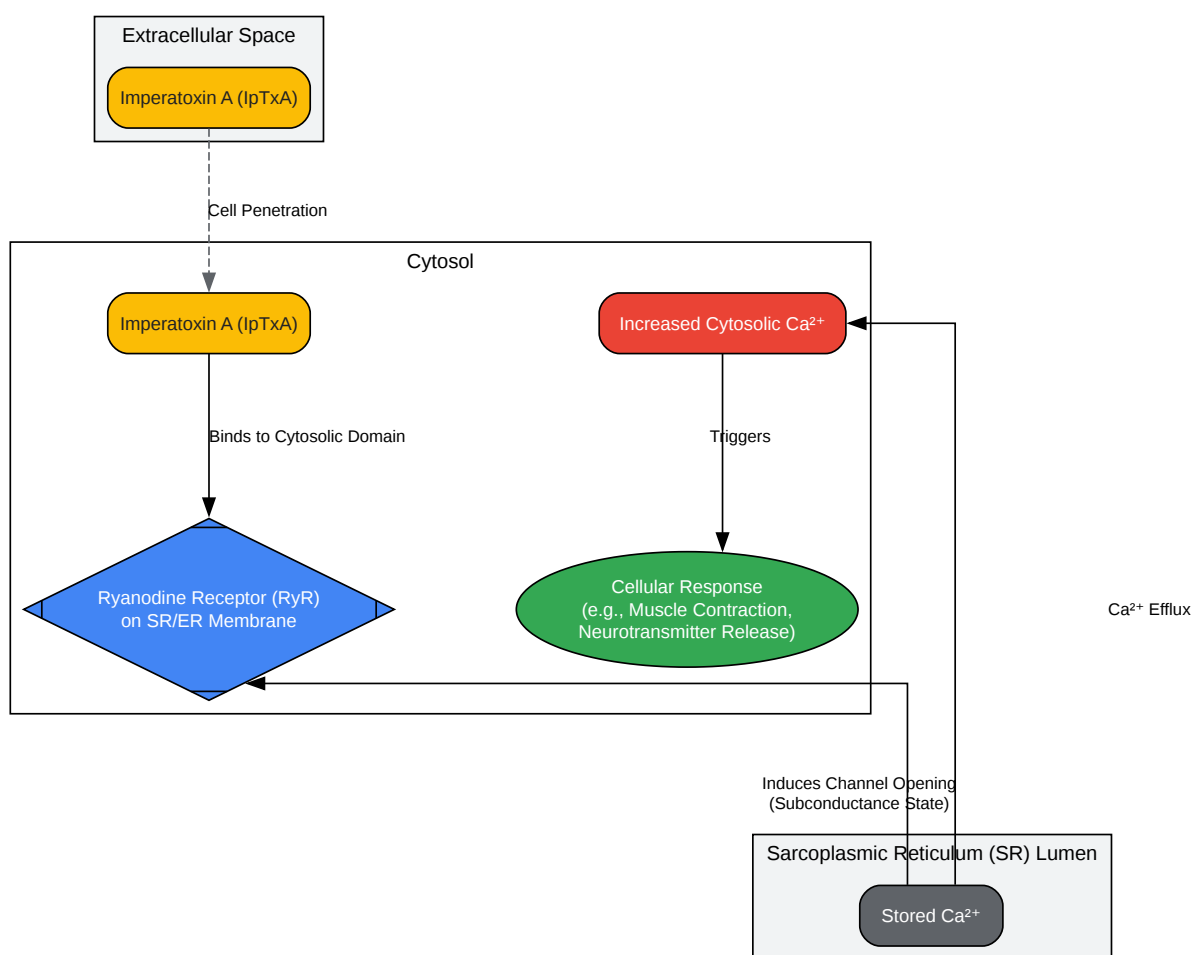 Extracellular Space
Imperatoxin A (IpTxA)
Cell Penetration
Cytosol
Imperatoxin A (IpTxA)
Increased Cytosolic Ca²⁺
Binds to Cytosolic Domain
Triggers
Ryanodine Receptor (RyR)
on SR/ER Membrane
Cellular Response
(e.g., Muscle Contraction,
Neurotransmitter Release)
Ca²⁺ Efflux
Induces Channel Opening
(Subconductance State)
Sarcoplasmic Reticulum (SR) Lumen
Stored Ca²⁺